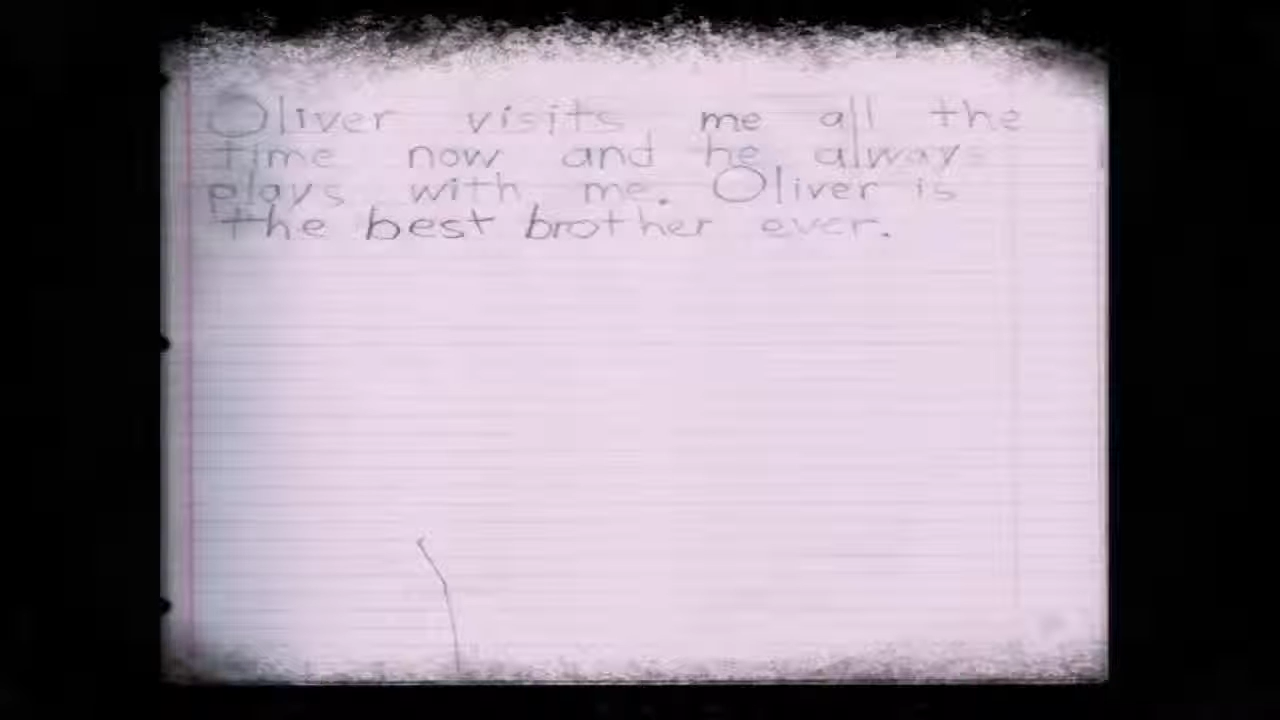 Oliver visits me all the
time now and he always
plays with me. Oliver is
the best brother ever.